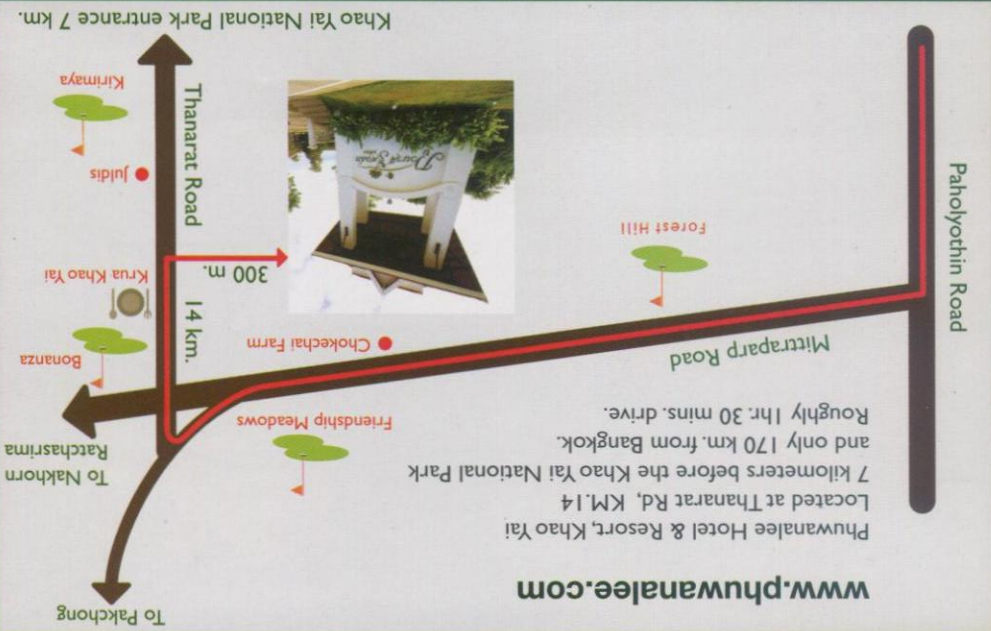 www.phuwanalee.com
Phuwanalee Hotel & Resort, Khao Yai
Located at Thanarat Rd, KM.14
7 kilometers before the Khao Yai National Park
and only 170 km. from Bangkok.
Roughly 1hr. 30 mins. drive.
To Pakchong
To Nakhorn
Ratchasrima
Friendship Meadows
Bonanza
Mittraparp Road
Chokechai Farm
14 km.
Krua Khao Yai
300 m.
Forest Hill
Paholyothin Road
Juldis
Thanarat Road
Kirimaya
Khao Yai National Park entrance 7 km.